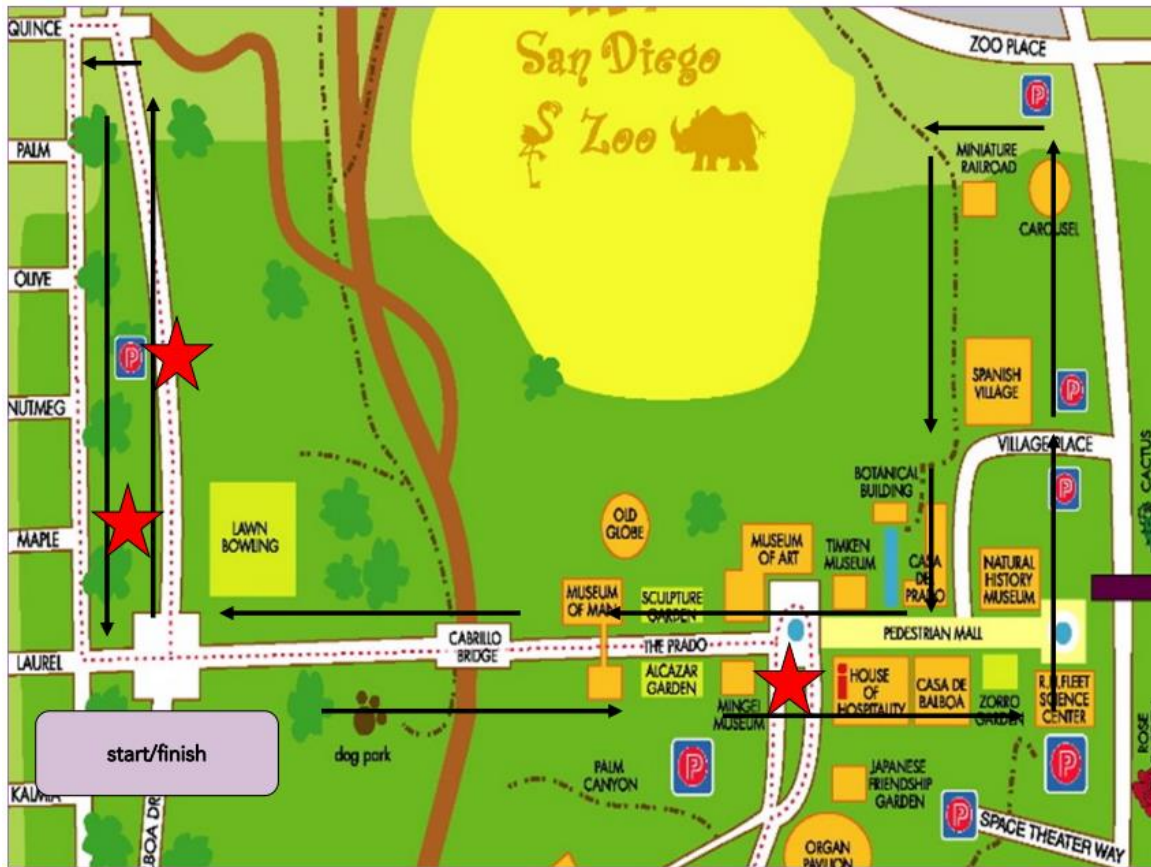 QUINCE
San Diego
Zoo
ZOO PLACE
P
PALM
MINIATURE
RAILROAD
CAROUSEL
OLIVE
P
SPANISH
VILLAGE
P
NUTMEG
VILLAGE PLACE
BOTANICAL
BUILDING
P
CACTUS
LAWN
BOWLING
OLD
GLOBE
MAPLE
MUSEUM
OF ART
TIMKEN
MUSEUM
CASA
DE
PRADO
NATURAL
HISTORY
MUSEUM
MUSEUM
OF MAN
SCULPTURE
GARDEN
CABRILLO
BRIDGE
THE PRADO
PEDESTRIAN MALL
LAUREL
ALCAZAR
GARDEN
MINGEI
MUSEUM
HOUSE
OF
HOSPITALITY
CASA DE
BALBOA
ZORRO
GARDEN
R.H.FLEET
SCIENCE
CENTER
ROSE
start/finish
dog park
PALM
CANYON
P
JAPANESE
FRIENDSHIP
GARDEN
P
KALMIA
P
SPACE THEATER WAY
BOA DR
ORGAN
PAVILION